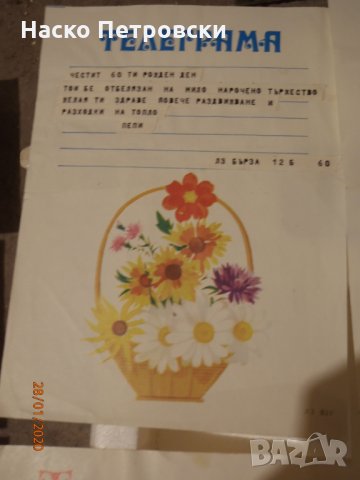 Наско Петровски
ТЕЛЕГРАМА
ЧЕСТИТ 60 ТИ РОЖДЕН ДЕН
ТОЙ БЕ ОТБЕЛЯЗАН НА МИЛО НАРОЧЕНО ТЪРЖЕСТВО
ЖЕЛАЯ ТИ ЗДРАВЕ ПОВЕЧЕ РАЗДВИЖВАНЕ И
РАЗХОДКИ НА ТОПЛО
ПЕПИ
ЛЗ БЪРЗА 12 Б 60
ЛЗ
28/01/2020
BAZAR